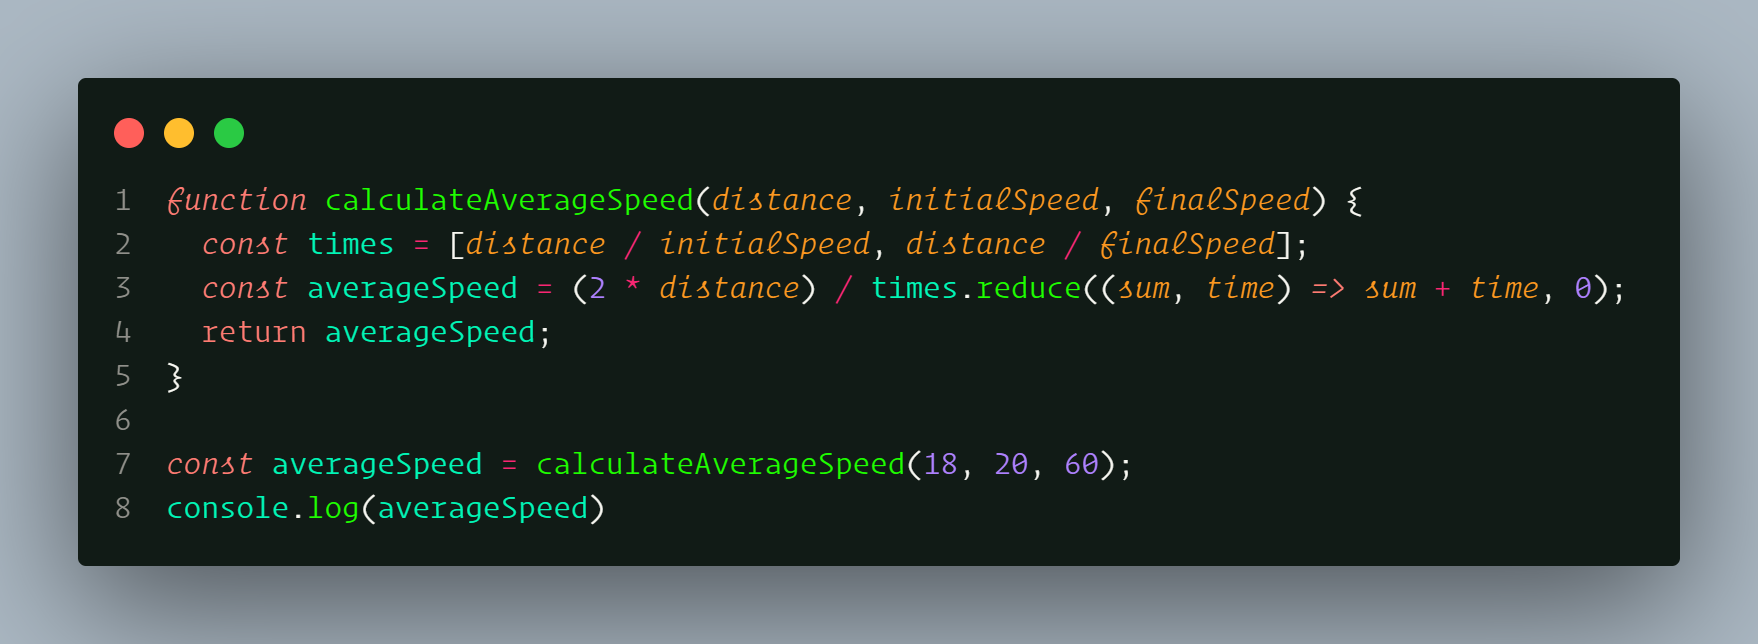 1 function calculateAverageSpeed(distance, initialSpeed, finalSpeed) {
2   const times = [distance / initialSpeed, distance / finalSpeed];
3   const averageSpeed = (2 * distance) / times.reduce((sum, time) => sum + time, 0);
4   return averageSpeed;
5 }
6
7 const averageSpeed = calculateAverageSpeed(18, 20, 60);
8 console.log(averageSpeed)